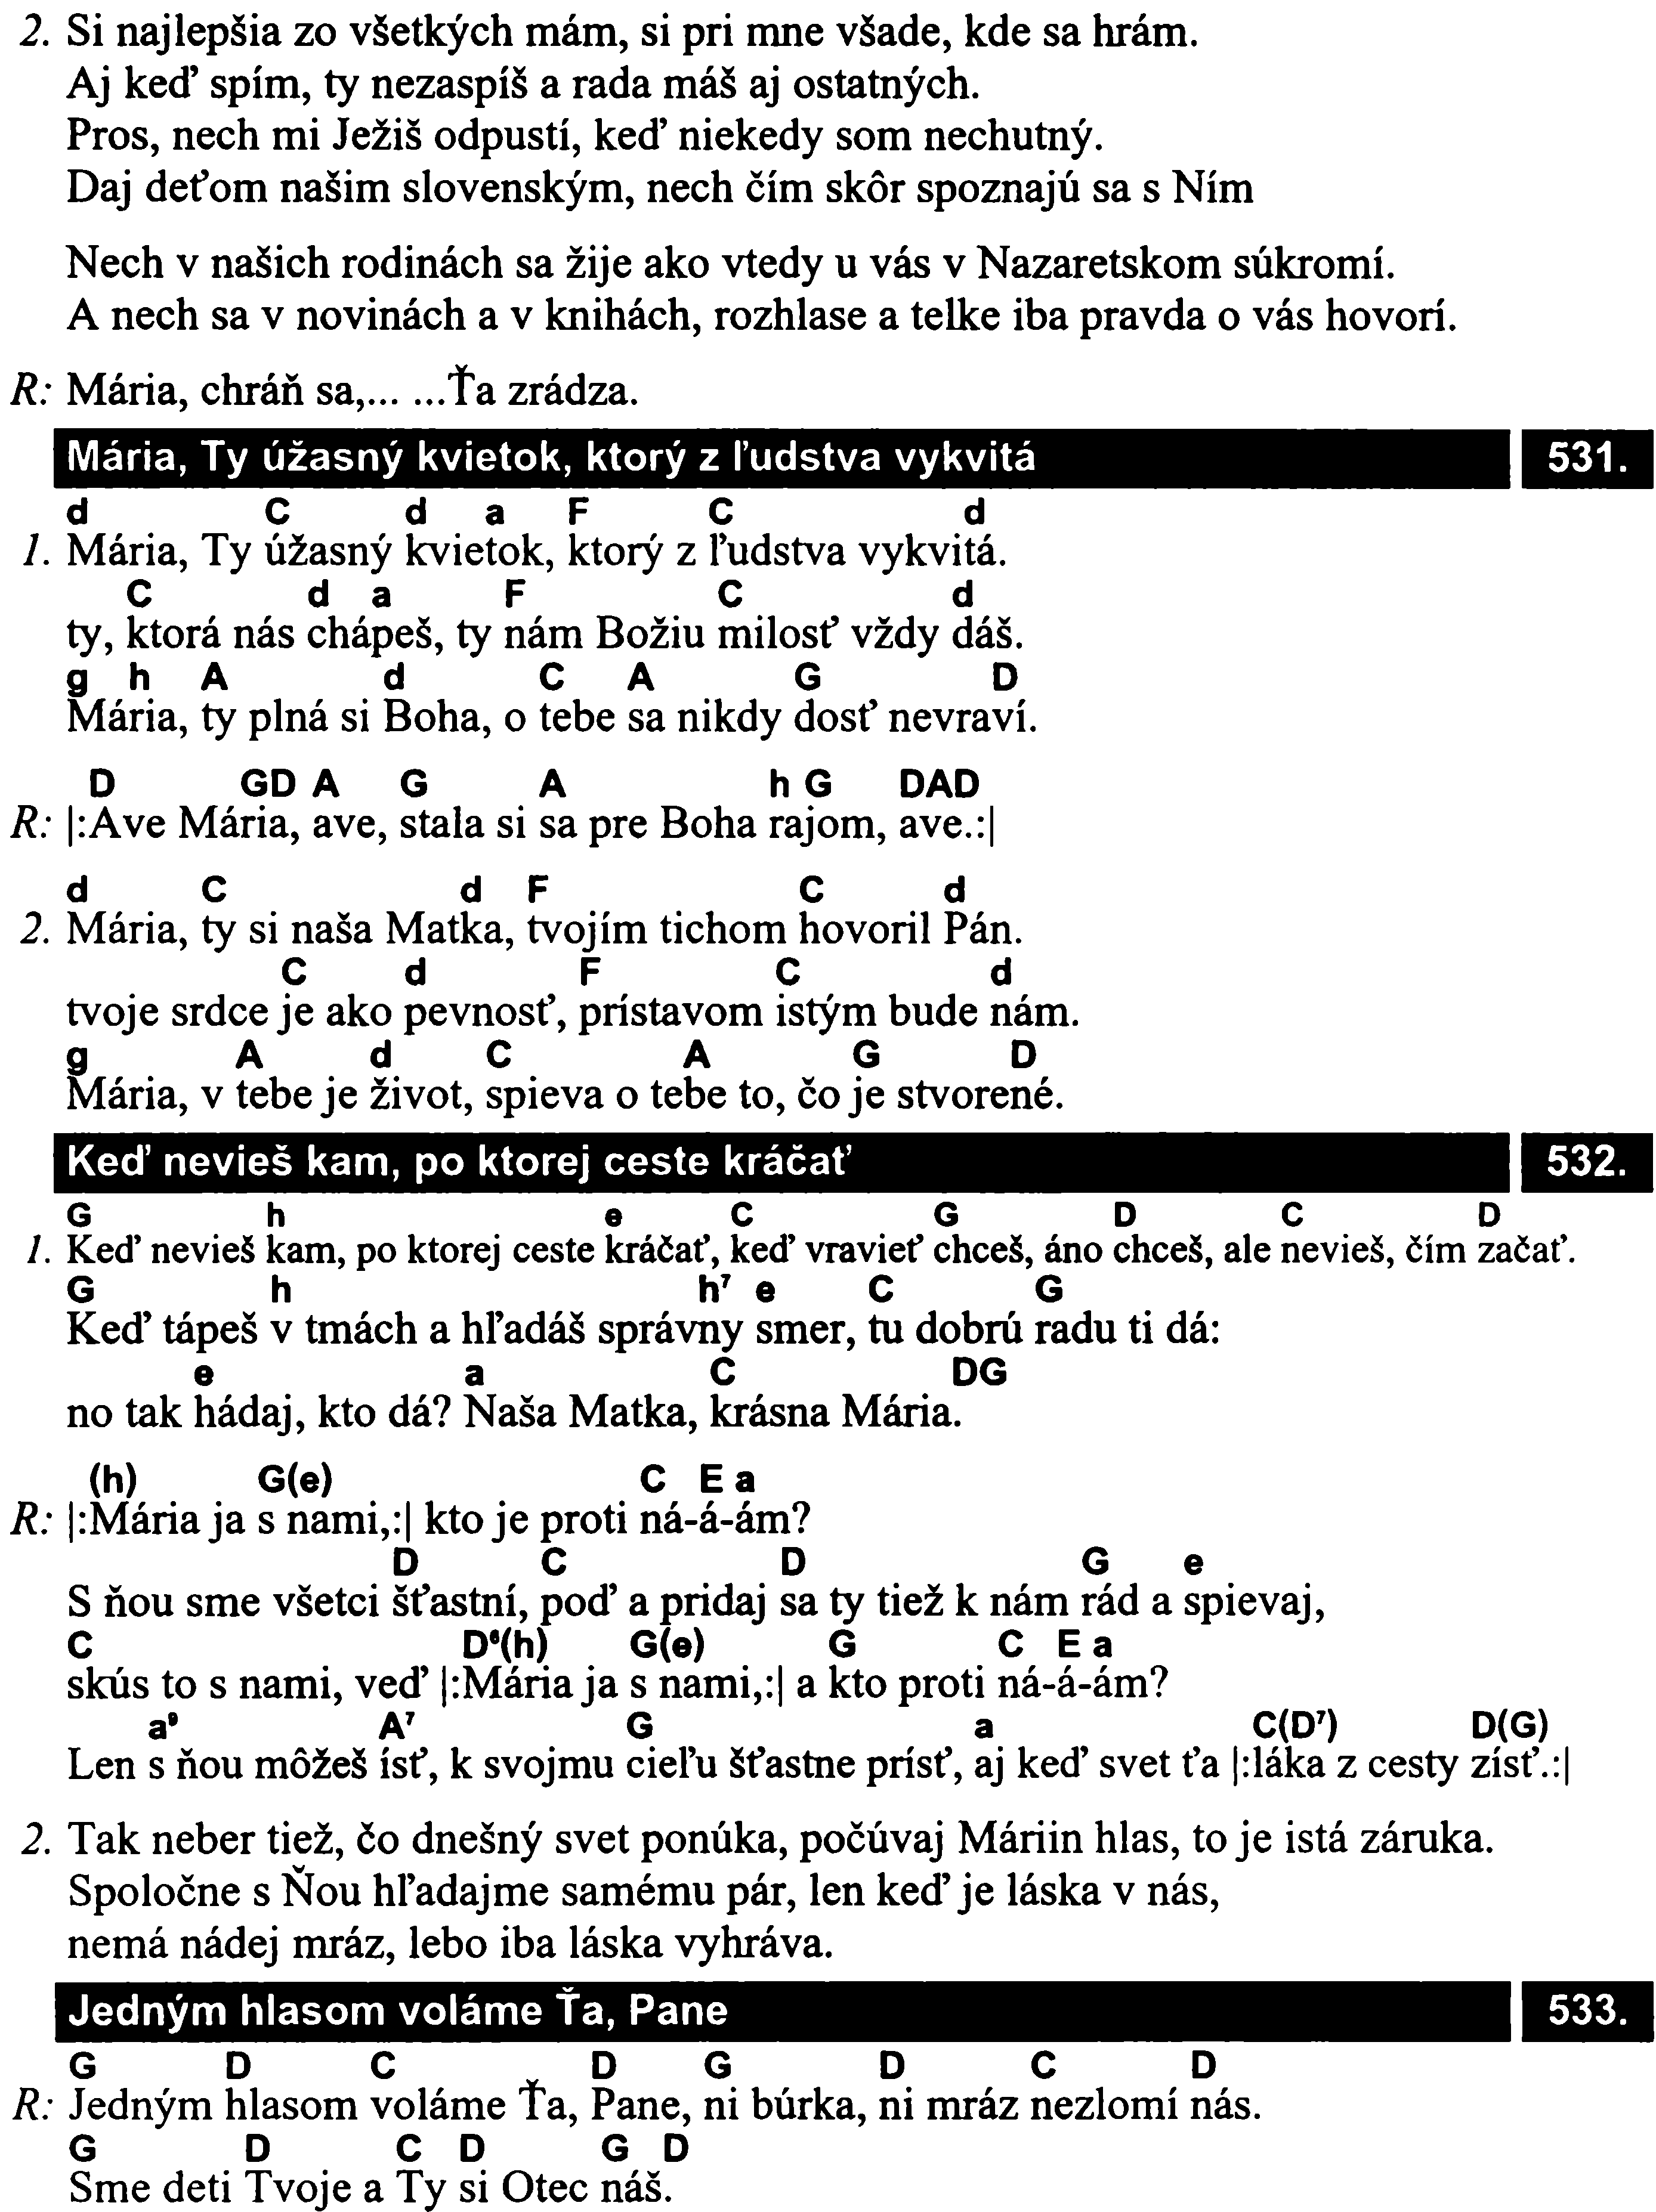 2. Si najlepšia zo všetkých mám, si pri mne všade, kde sa hrám.
Aj keď spím, ty nezaspíš a rada máš aj ostatných.
Pros, nech mi Ježiš odpustí, keď niekedy som nechutný.
Daj deťom našim slovenským, nech čím skôr spoznajú sa s Ním
Nech v našich rodinách sa žije ako vtedy u vás v Nazaretskom súkromí.
A nech sa v novinách a v knihách, rozhlase a telke iba pravda o vás hovorí.
R: Mária, chráň sa,... ...Ťa zrádza.
Mária, Ty úžasný kvietok, ktorý z ľudstva vykvitá 531.
d C d a F C d
1. Mária, Ty úžasný kvietok, ktorý z ľudstva vykvitá.
C d a F C d
ty, ktorá nás chápeš, ty nám Božiu milosť vždy dáš.
g h A d C A G D
Mária, ty plná si Boha, o tebe sa nikdy dosť nevraví.
D GD A G A h G DAD
R: |:Ave Mária, ave, stala si sa pre Boha rajom, ave.:|
d C d F C d
2. Mária, ty si naša Matka, tvojím tichom hovoril Pán.
C d F C d
tvoje srdce je ako pevnosť, prístavom istým bude nám.
g A d C A G D
Mária, v tebe je život, spieva o tebe to, čo je stvorené.
Keď nevieš kam, po ktorej ceste kráčať 532.
G h e C G D C D
1. Keď nevieš kam, po ktorej ceste kráčať, keď vravieť chceš, áno chceš, ale nevieš, čím začať.
G h h⁷ e C G
Keď tápeš v tmách a hľadáš správny smer, tu dobrú radu ti dá:
e a C DG
no tak hádaj, kto dá? Naša Matka, krásna Mária.
(h) G(e) C E a
R: |:Mária ja s nami,:| kto je proti ná-á-ám?
D C D G e
S ňou sme všetci šťastní, poď a pridaj sa ty tiež k nám rád a spievaj,
C D⁶(h) G(e) G C E a
skús to s nami, veď |:Mária ja s nami,:| a kto proti ná-á-ám?
a⁹ A⁷ G a C(D⁷) D(G)
Len s ňou môžeš ísť, k svojmu cieľu šťastne prísť, aj keď svet ťa |:láka z cesty zísť.:|
2. Tak neber tiež, čo dnešný svet ponúka, počúvaj Máriin hlas, to je istá záruka.
Spoločne s Ňou hľadajme samému pár, len keď je láska v nás,
nemá nádej mráz, lebo iba láska vyhráva.
Jedným hlasom voláme Ťa, Pane 533.
G D C D G D C D
R: Jedným hlasom voláme Ťa, Pane, ni búrka, ni mráz nezlomí nás.
G D C D G D
Sme deti Tvoje a Ty si Otec náš.